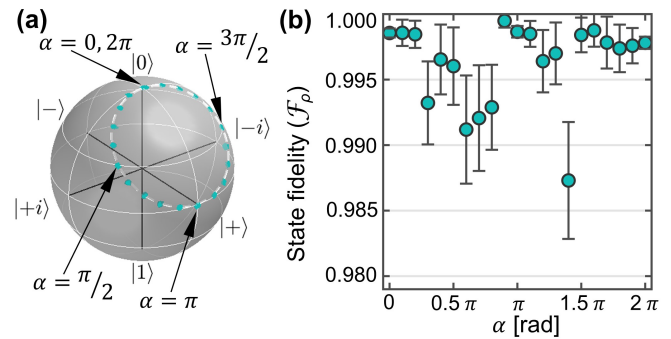 (a)
α = 0, 2π
α = 3π/2
|0⟩
|−⟩
|−i⟩
|+i⟩
|+⟩
|1⟩
α = π/2
α = π
(b)
State fidelity (ℱρ)
1.000
0.995
0.990
0.985
0.980
0 0.5 π π 1.5 π 2 π
α [rad]